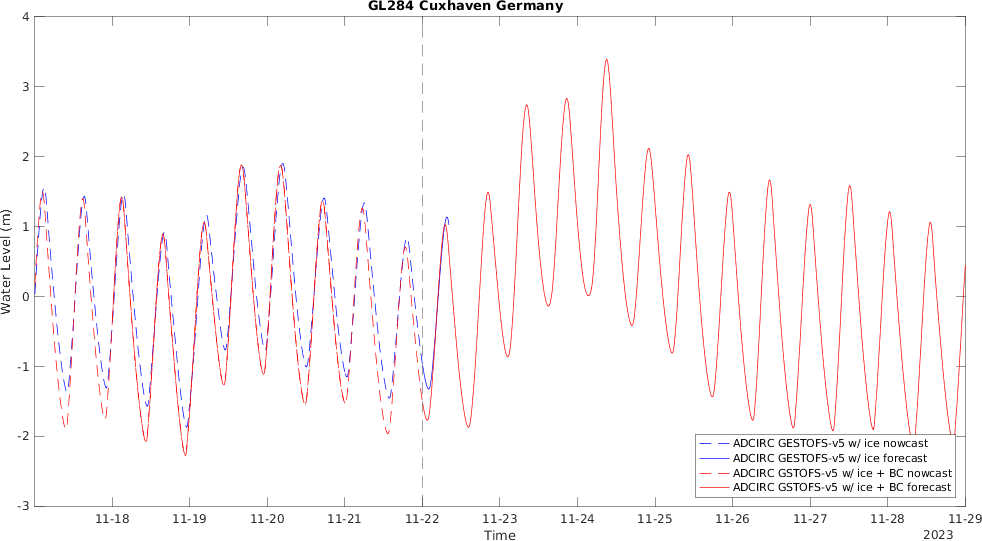 GL284 Cuxhaven Germany
4
3
2
1
0
-1
-2
-3
Water Level (m)
ADCIRC GESTOFS-v5 w/ ice nowcast
ADCIRC GESTOFS-v5 w/ ice forecast
ADCIRC GSTOFS-v5 w/ ice + BC nowcast
ADCIRC GSTOFS-v5 w/ ice + BC forecast
11-18 11-19 11-20 11-21 11-22 11-23 11-24 11-25 11-26 11-27 11-28 11-29
Time
2023